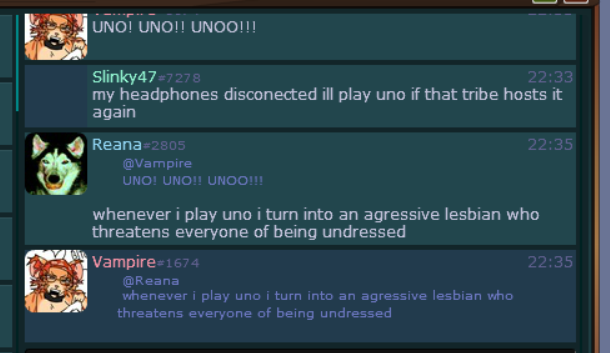 UNO! UNO!! UNOO!!!
Slinky47#7278 22:33
my headphones disconected ill play uno if that tribe hosts it
again
Reana#2805 22:35
@Vampire
UNO! UNO!! UNOO!!!
whenever i play uno i turn into an agressive lesbian who
threatens everyone of being undressed
Vampire#1674 22:35
@Reana
whenever i play uno i turn into an agressive lesbian who
threatens everyone of being undressed